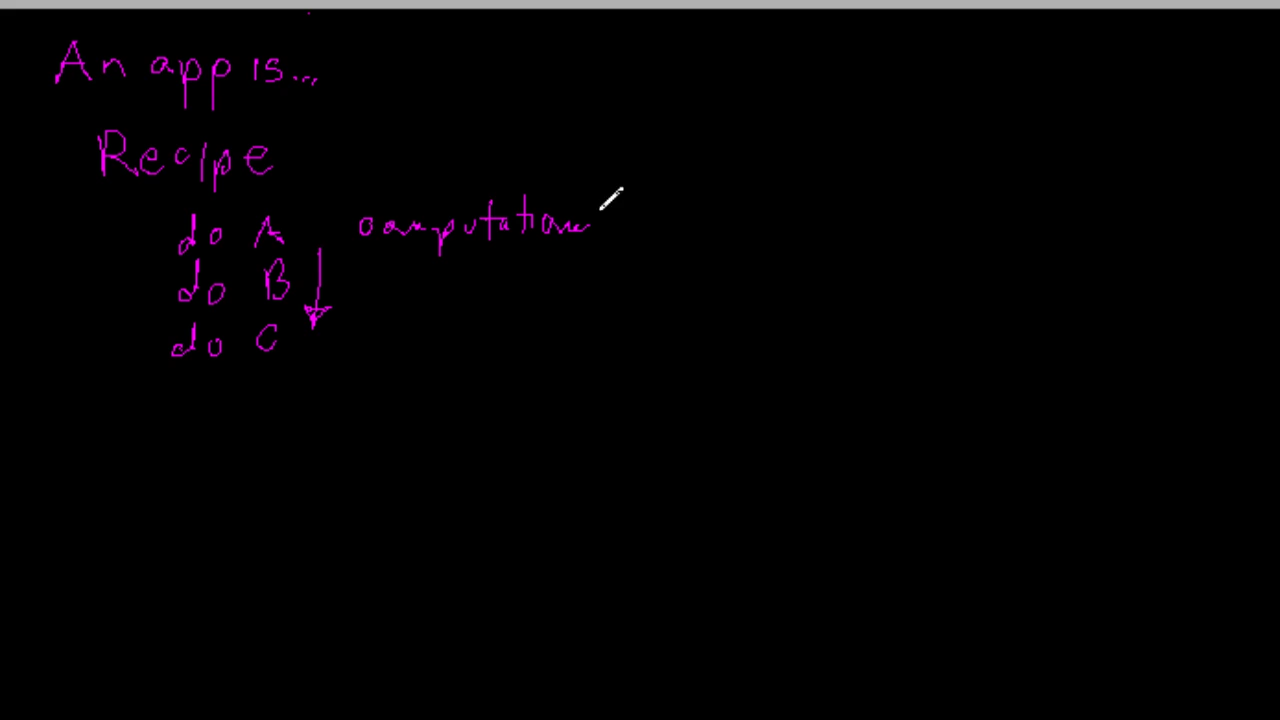 An app is...
Recipe
do A computation
do B
do C